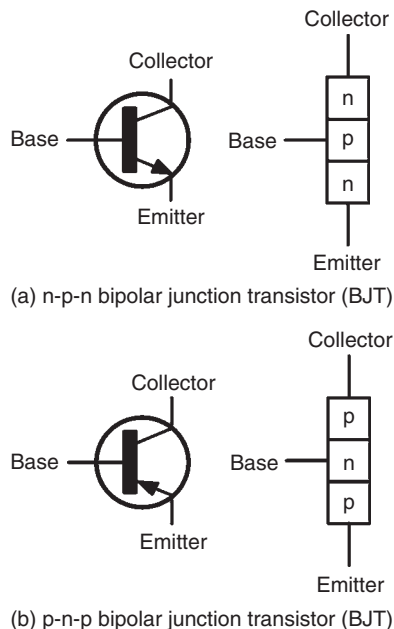 Collector
Collector
n
Base
Base
p
n
Emitter
Emitter
(a) n-p-n bipolar junction transistor (BJT)
Collector
Collector
p
Base
Base
n
p
Emitter
Emitter
(b) p-n-p bipolar junction transistor (BJT)